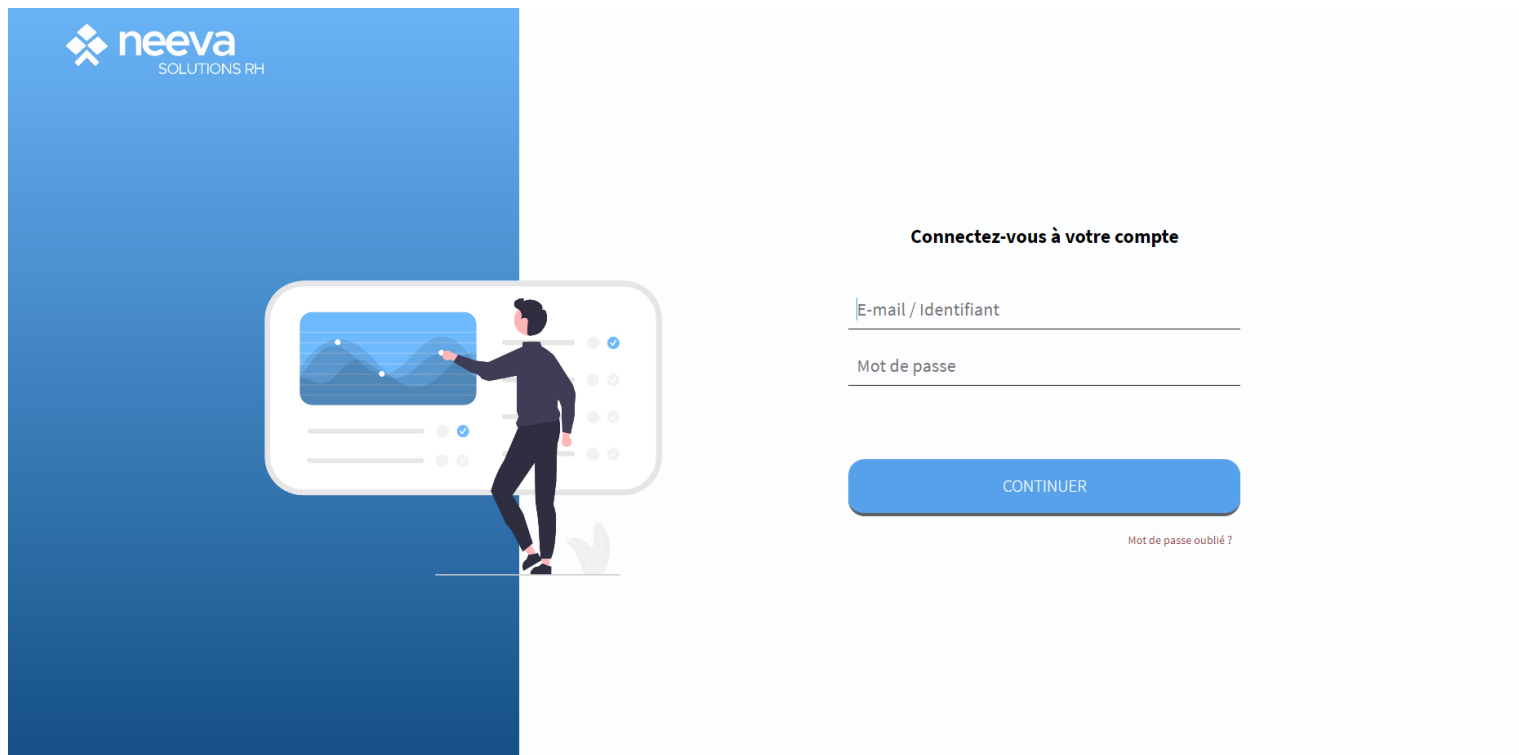 neeva
SOLUTIONS RH
Connectez-vous à votre compte
E-mail / Identifiant
Mot de passe
CONTINUER
Mot de passe oublié ?